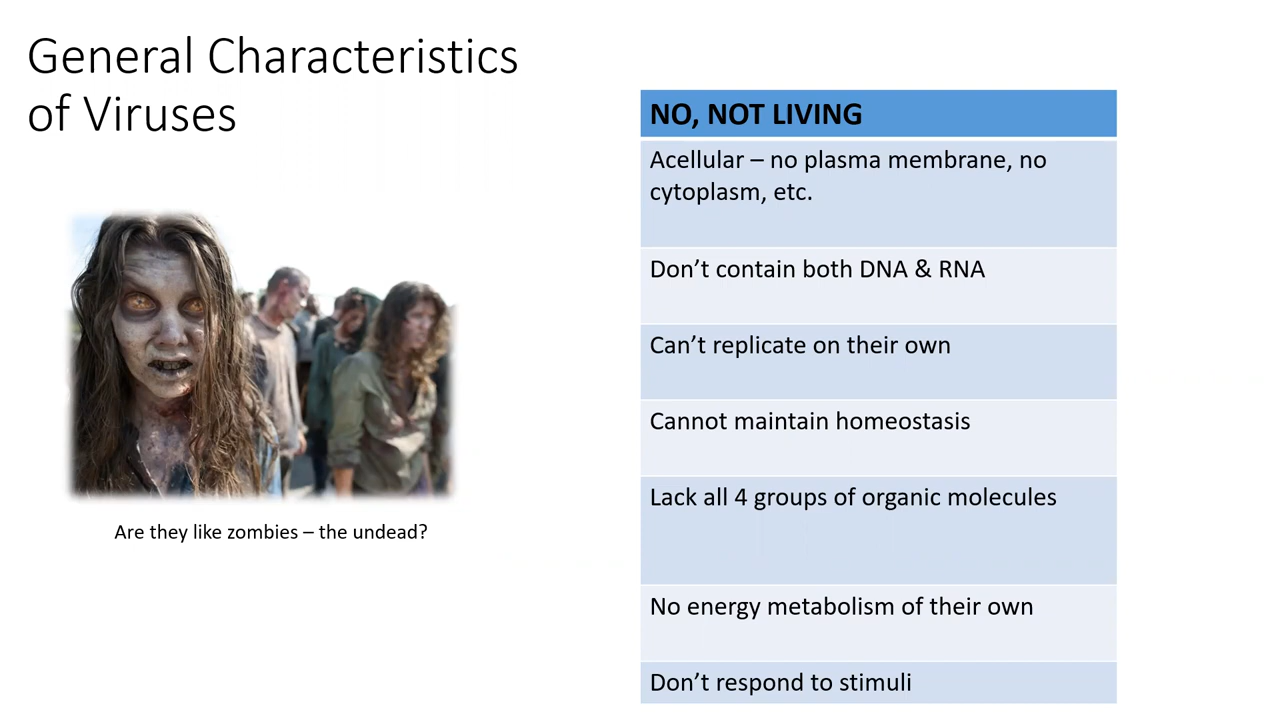 General Characteristics
of Viruses
Are they like zombies – the undead?
NO, NOT LIVING
Acellular – no plasma membrane, no
cytoplasm, etc.
Don’t contain both DNA & RNA
Can’t replicate on their own
Cannot maintain homeostasis
Lack all 4 groups of organic molecules
No energy metabolism of their own
Don’t respond to stimuli